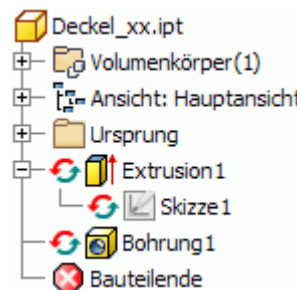 Deckel_xx.ipt
Volumenkörper(1)
Ansicht: Hauptansicht
Ursprung
Extrusion1
Skizze1
Bohrung1
Bauteilende